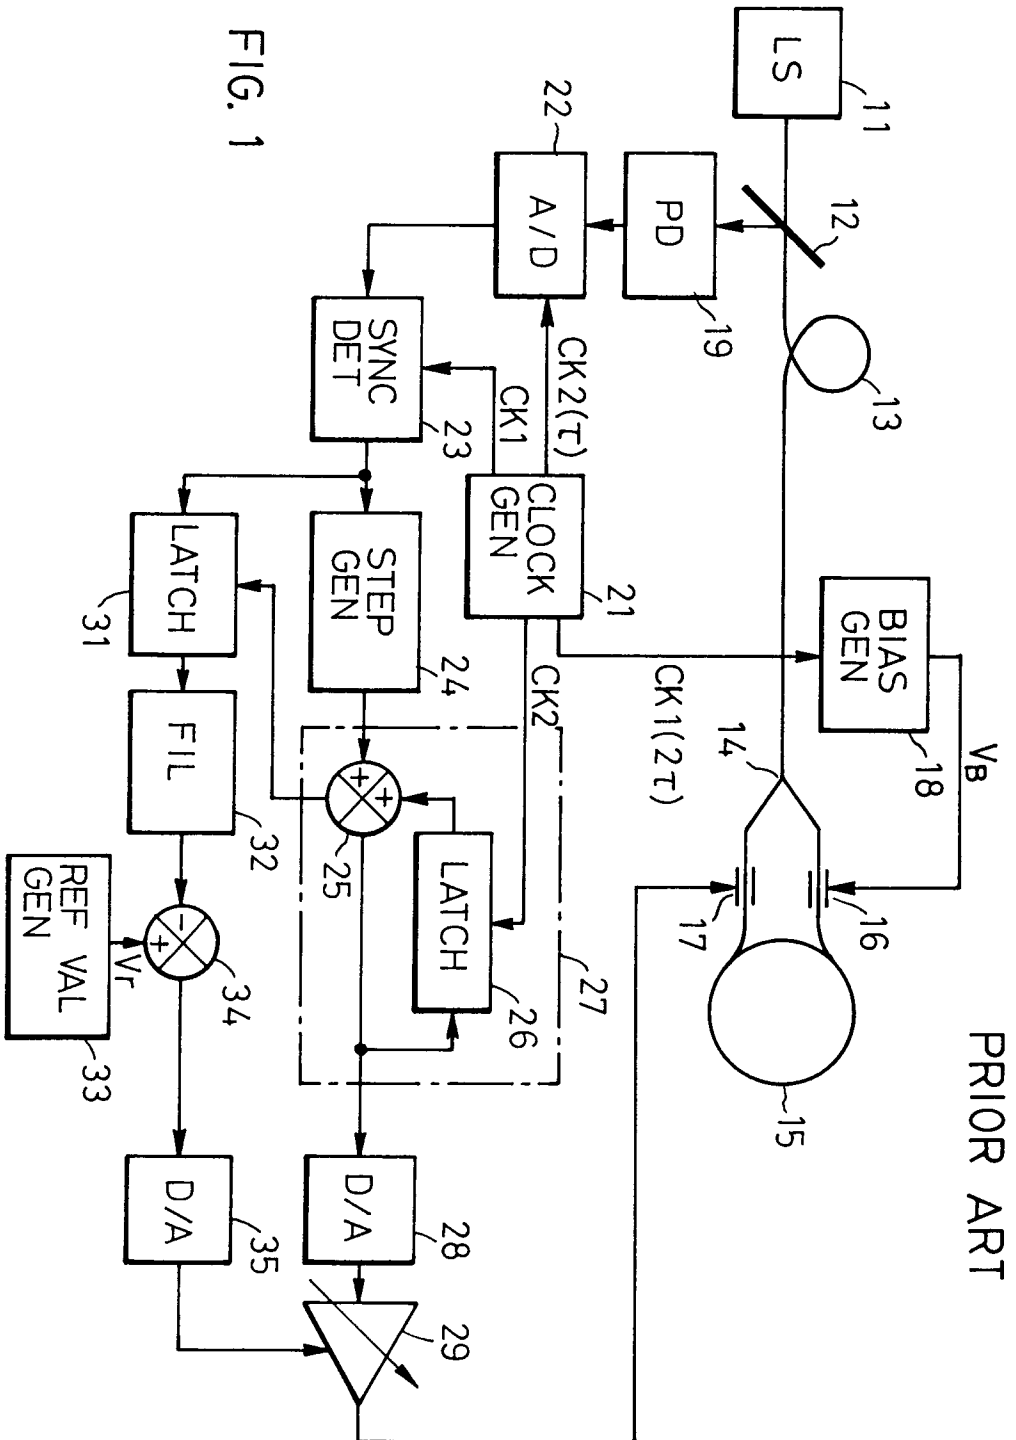 PRIOR ART
BIAS
GEN
18
VB
LS
11
12
13
14
16
17
15
PD
19
A/D
22
CK2(τ)
CK1
CLOCK
GEN
21
CK1(2τ)
CK2
SYNC
DET
23
STEP
GEN
24
+
+
25
LATCH
26
27
D/A
28
29
LATCH
31
FIL
32
REF VAL
GEN
33
Vr
-
+
34
D/A
35
FIG. 1